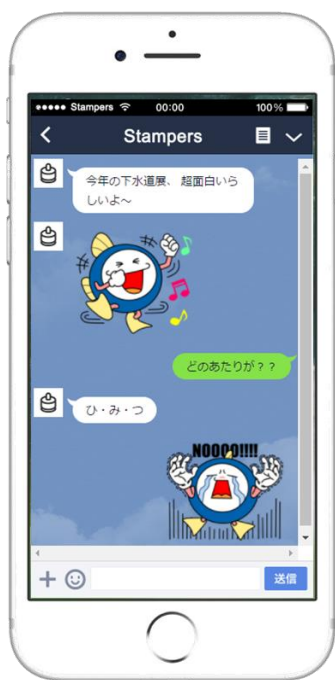 Stampers 00:00 100%
Stampers
今年の下水道展、 超面白いら
しいよ~
どのあたりが??
ひ・み・つ
NOOOO!!!!
送信